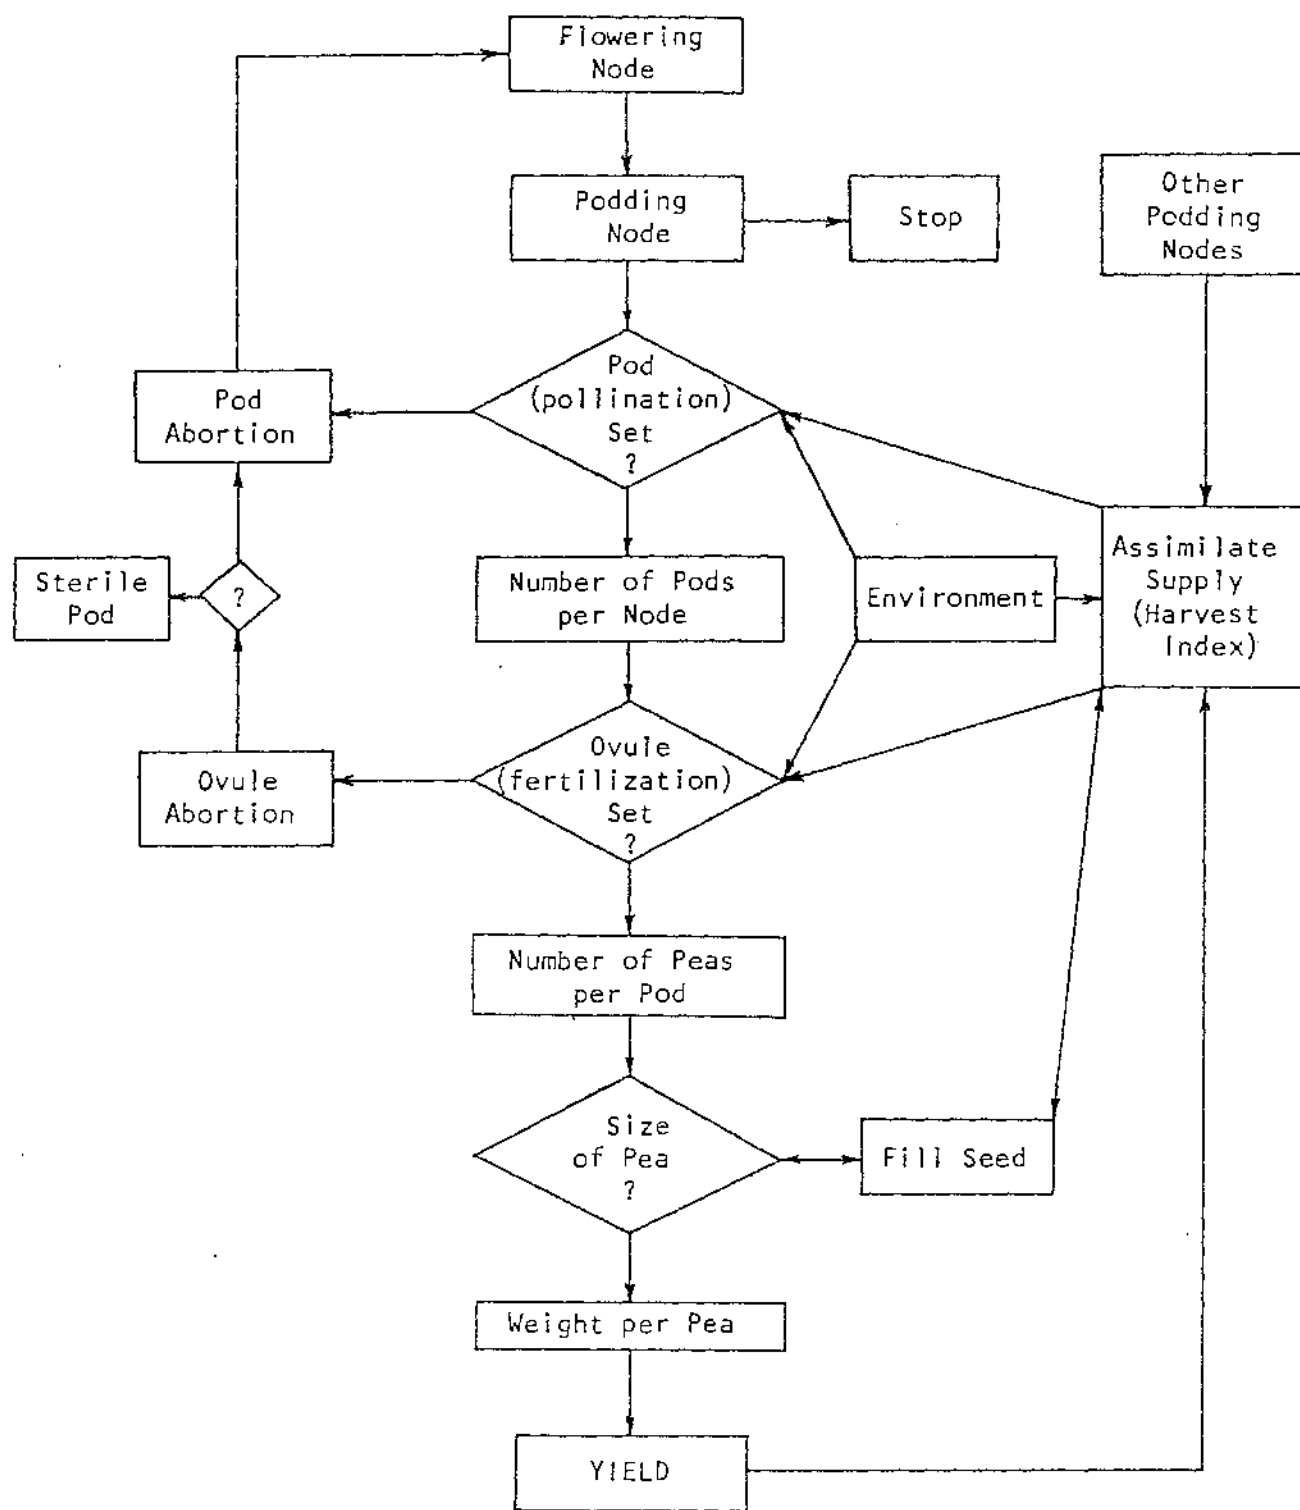 Flowering
Node
Podding
Node
Stop
Other
Podding
Nodes
Pod
(pollination)
Set
?
Pod
Abortion
Sterile
Pod
?
Number of Pods
per Node
Environment
Assimilate
Supply
(Harvest
Index)
Ovule
Abortion
Ovule
(fertilization)
Set
?
Number of Peas
per Pod
Size
of Pea
?
Fill Seed
Weight per Pea
YIELD